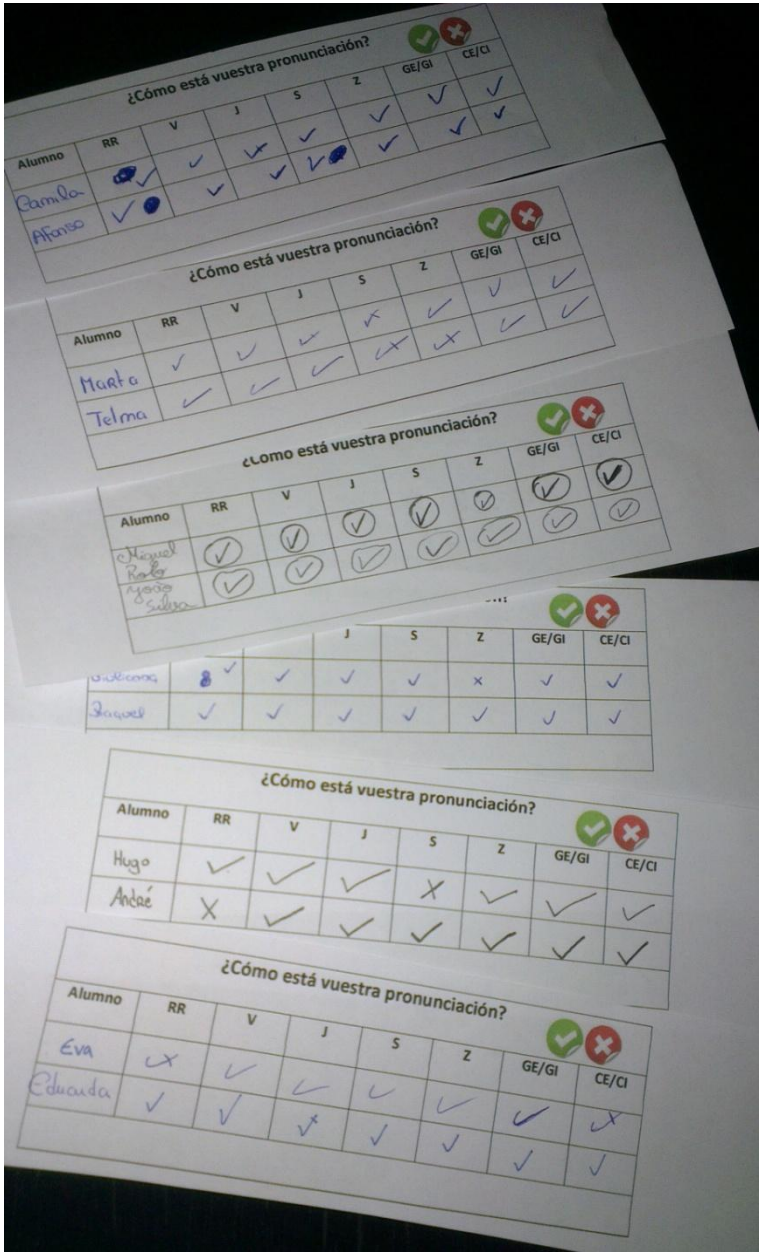 ¿Cómo está vuestra pronunciación?
Alumno RR V J S Z GE/GI CE/CI
Camila
Afonso
¿Cómo está vuestra pronunciación?
Alumno RR V J S Z GE/GI CE/CI
Marta
Telma
¿Como está vuestra pronunciación?
Alumno RR V J S Z GE/GI CE/CI
Miguel
João
Silva
J S Z GE/GI CE/CI
Raquel
¿Cómo está vuestra pronunciación?
Alumno RR V J S Z GE/GI CE/CI
Hugo
André
¿Cómo está vuestra pronunciación?
Alumno RR V J S Z GE/GI CE/CI
Eva
Eduarda